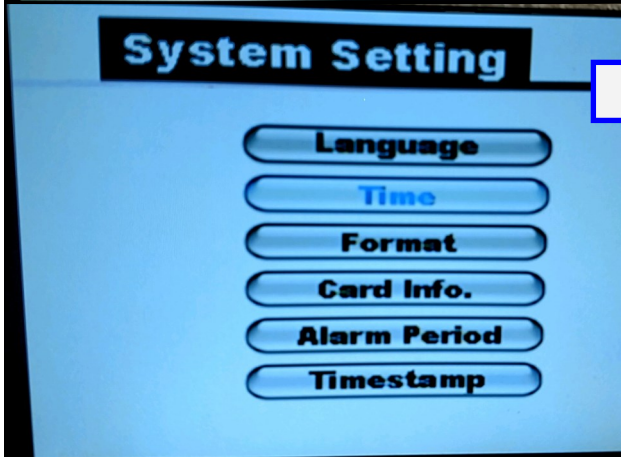 System Setting
Language
Time
Format
Card Info.
Alarm Period
Timestamp